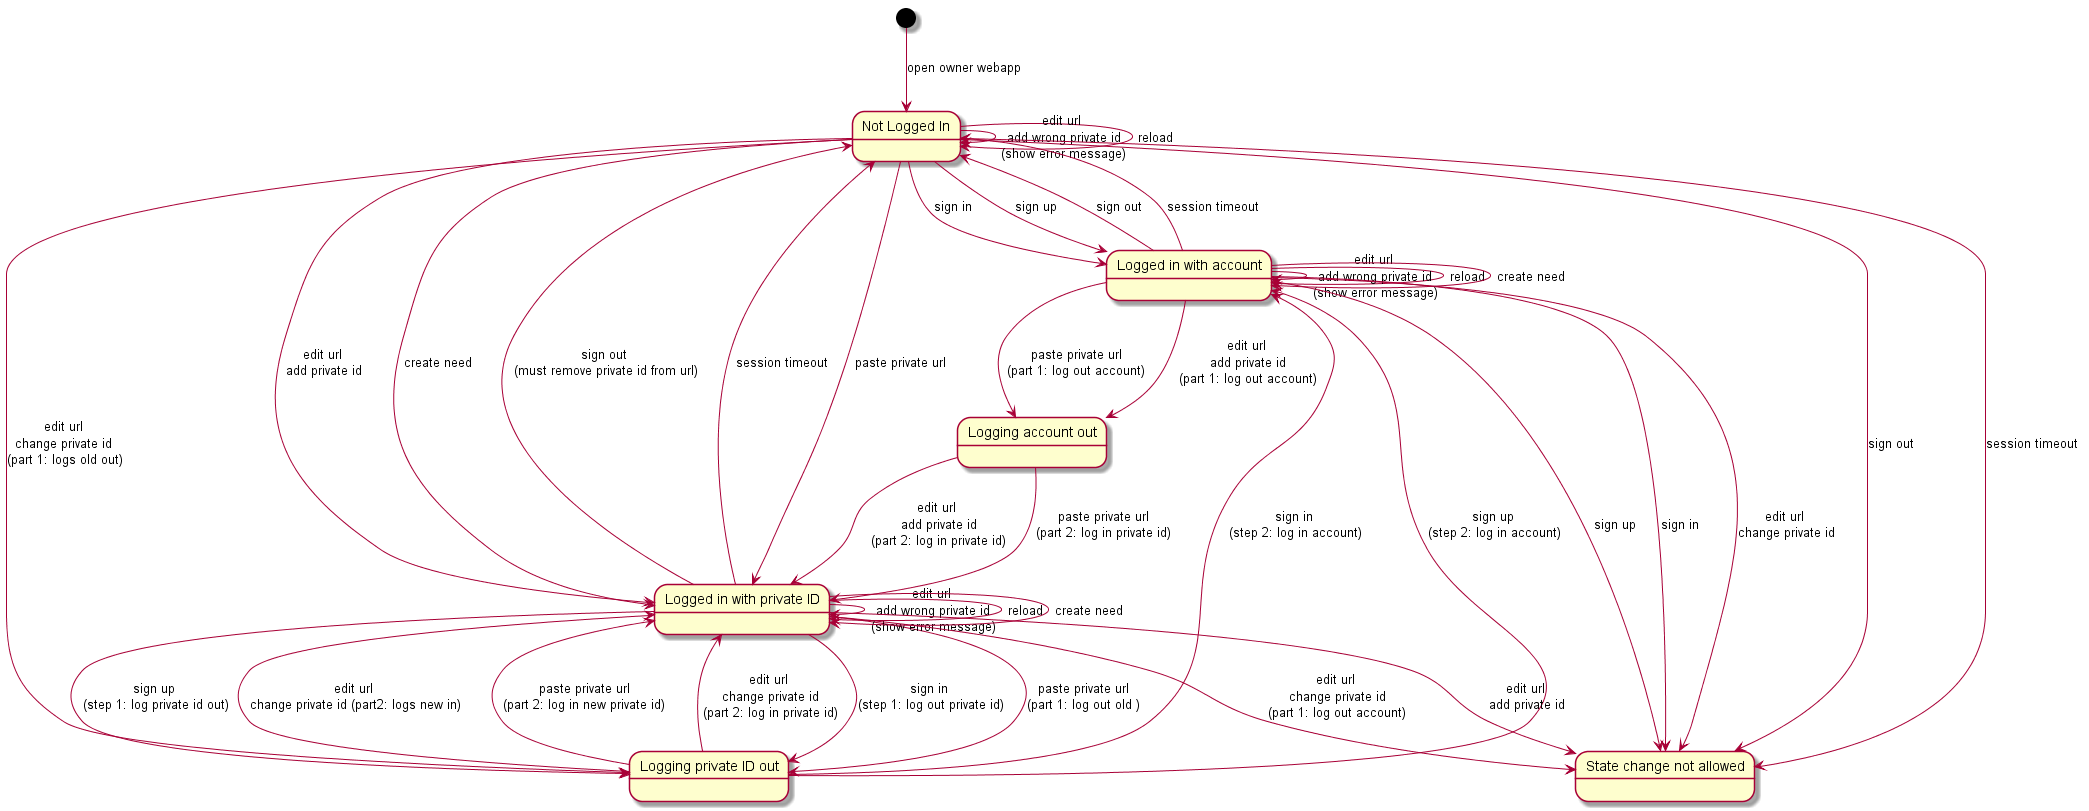 open owner webapp
Not Logged In
edit url
add wrong private id
(show error message)
reload
sign in
sign up
sign out
session timeout
Logged in with account
edit url
add wrong private id
(show error message)
reload
create need
edit url
add private id
create need
sign out
(must remove private id from url)
session timeout
paste private url
paste private url
(part 1: log out account)
edit url
add private id
(part 1: log out account)
edit url
change private id
(part 1: logs old out)
Logging account out
sign out
session timeout
edit url
add private id
(part 2: log in private id)
paste private url
(part 2: log in private id)
sign in
(step 2: log in account)
sign up
(step 2: log in account)
sign up
sign in
edit url
change private id
Logged in with private ID
edit url
add wrong private id
(show error message)
reload
create need
sign up
(step 1: log private id out)
edit url
change private id (part2: logs new in)
paste private url
(part 2: log in new private id)
edit url
change private id
(part 2: log in private id)
sign in
(step 1: log out private id)
paste private url
(part 1: log out old )
edit url
change private id
(part 1: log out account)
edit url
add private id
Logging private ID out
State change not allowed